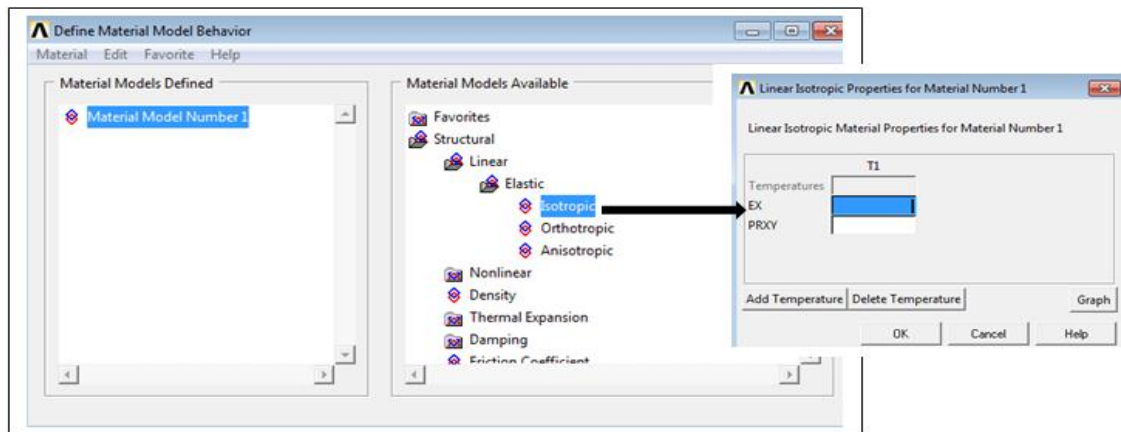 Define Material Model Behavior
Material Edit Favorite Help
Material Models Defined
Material Model Number 1
Material Models Available
Favorites
Structural
Linear
Elastic
Isotropic
Orthotropic
Anisotropic
Nonlinear
Density
Thermal Expansion
Damping
Friction Coefficient
Linear Isotropic Properties for Material Number 1
Linear Isotropic Material Properties for Material Number 1
T1
Temperatures
EX
PRXY
Add Temperature Delete Temperature Graph
OK Cancel Help